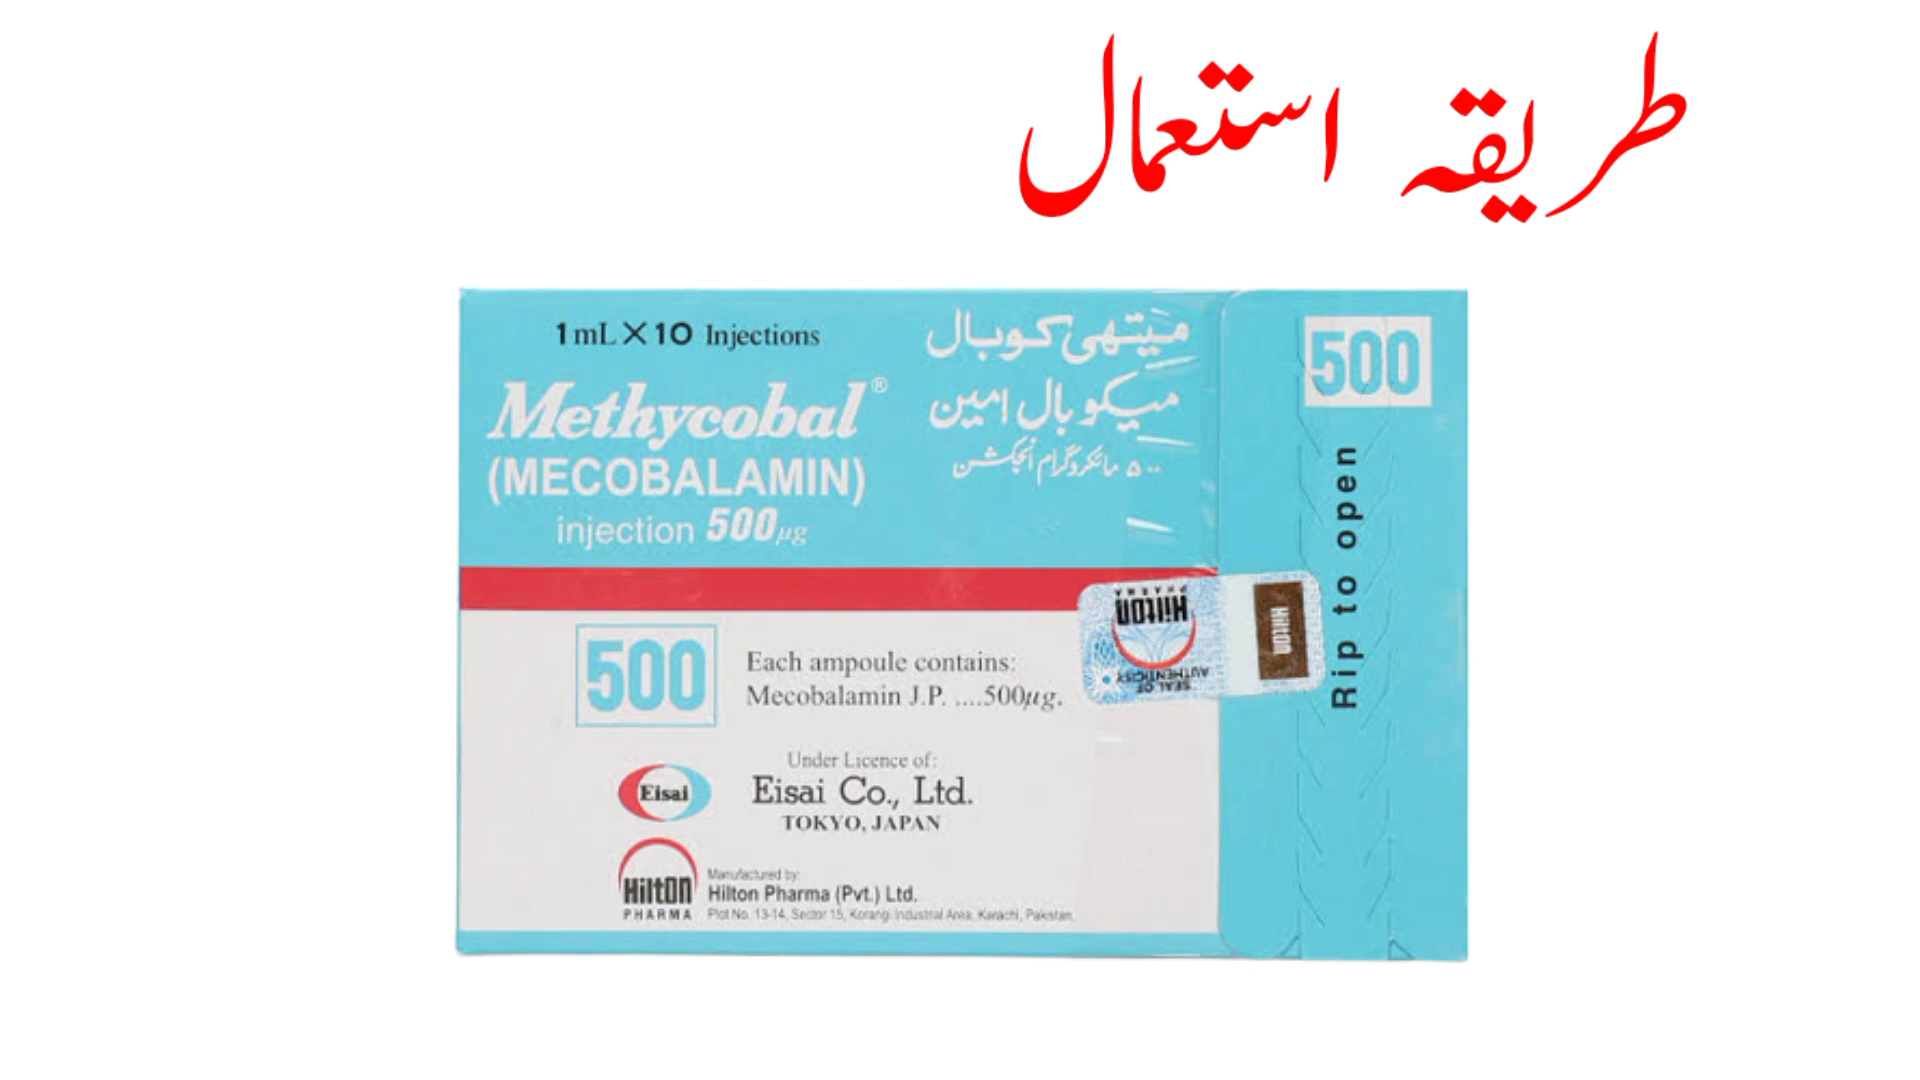 طریقہ استعمال
1mL X 10 Injections
Methycobal®
(MECOBALAMIN)
injection 500µg
میتھی کوبال
میکو بال امین
۵۰۰ مائکروگرام انجکشن
500
Rip to open
500
Each ampoule contains:
Mecobalamin J.P. ....500µg.
Hilton
PHARMA
SEAL OF
AUTHENTICITY
Hilton
Under Licence of:
Eisai
Eisai Co., Ltd.
TOKYO, JAPAN
Hilton
PHARMA
Manufactured by:
Hilton Pharma (Pvt.) Ltd.
Plot No. 13-14, Sector 15, Korangi Industrial Area, Karachi, Pakistan.